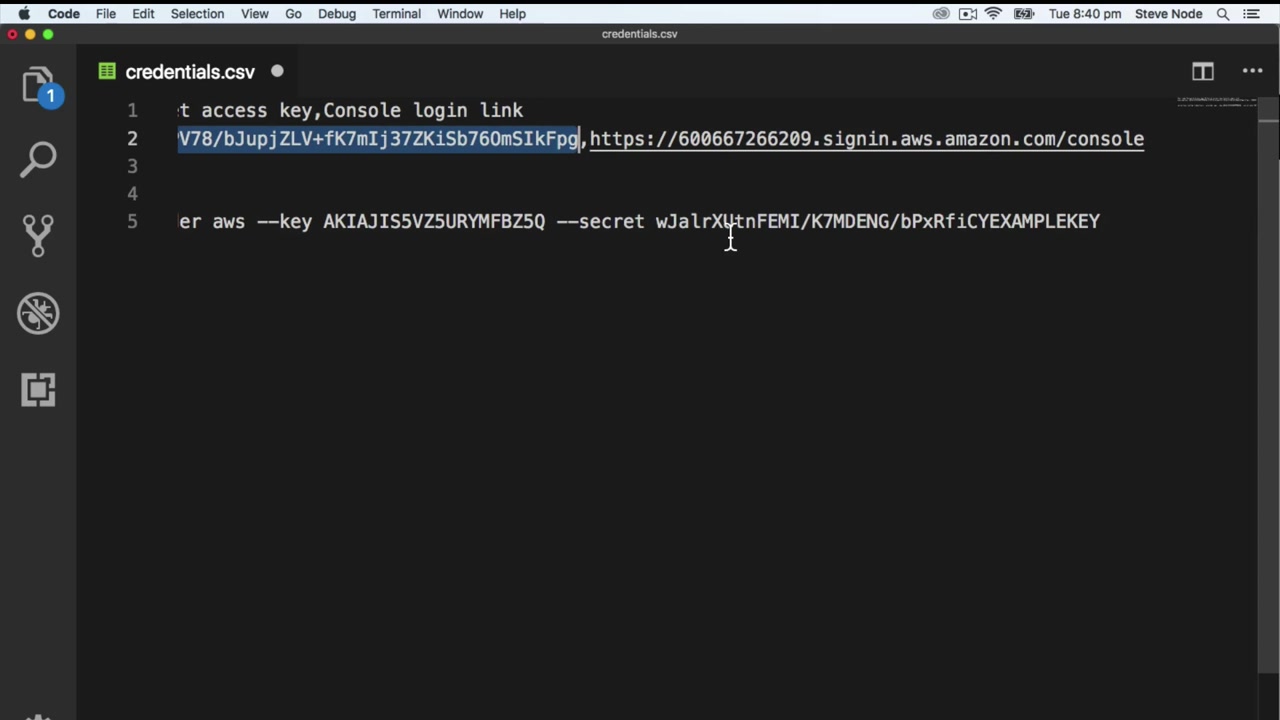 Code File Edit Selection View Go Debug Terminal Window Help Tue 8:40 pm Steve Node
credentials.csv
credentials.csv
1 t access key,Console login link
2 V78/bJupjZLV+fK7mIj37ZKiSb76OmSIkFpg,https://600667266209.signin.aws.amazon.com/console
3
4
5 er aws --key AKIAJIS5VZ5URYMFBZ5Q --secret wJalrXUtnFEMI/K7MDENG/bPxRfiCYEXAMPLEKEY
1